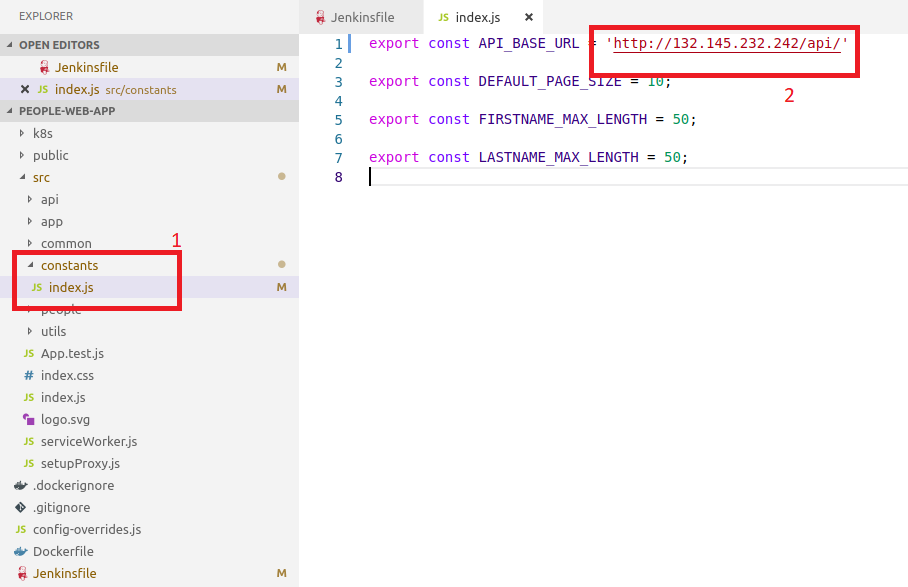 EXPLORER
OPEN EDITORS
Jenkinsfile M
JS index.js src/constants M
PEOPLE-WEB-APP
k8s
public
src
api
app
common
1
constants
JS index.js M
people
utils
JS App.test.js
# index.css
JS index.js
logo.svg
JS serviceWorker.js
JS setupProxy.js
.dockerignore
.gitignore
JS config-overrides.js
Dockerfile
Jenkinsfile M
Jenkinsfile
JS index.js
1 export const API_BASE_URL = 'http://132.145.232.242/api/'
2
2
3 export const DEFAULT_PAGE_SIZE = 10;
4
5 export const FIRSTNAME_MAX_LENGTH = 50;
6
7 export const LASTNAME_MAX_LENGTH = 50;
8